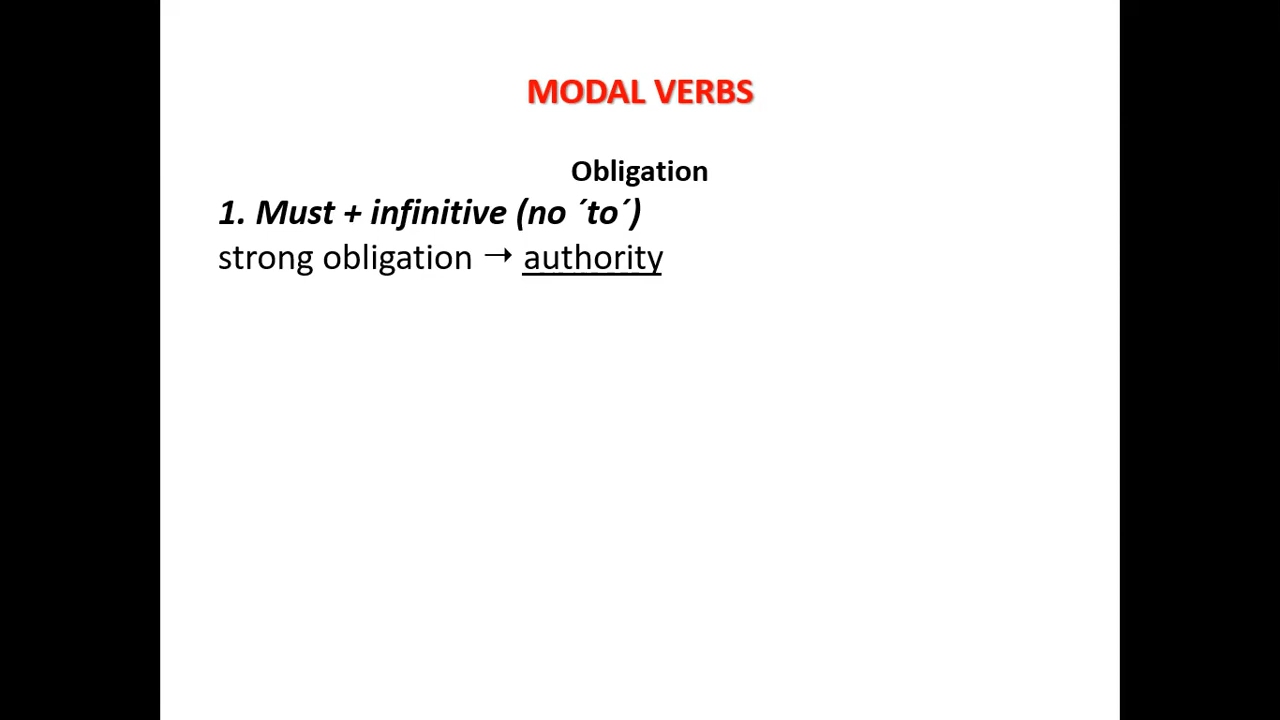 MODAL VERBS
Obligation
1. Must + infinitive (no ´to´)
strong obligation → authority